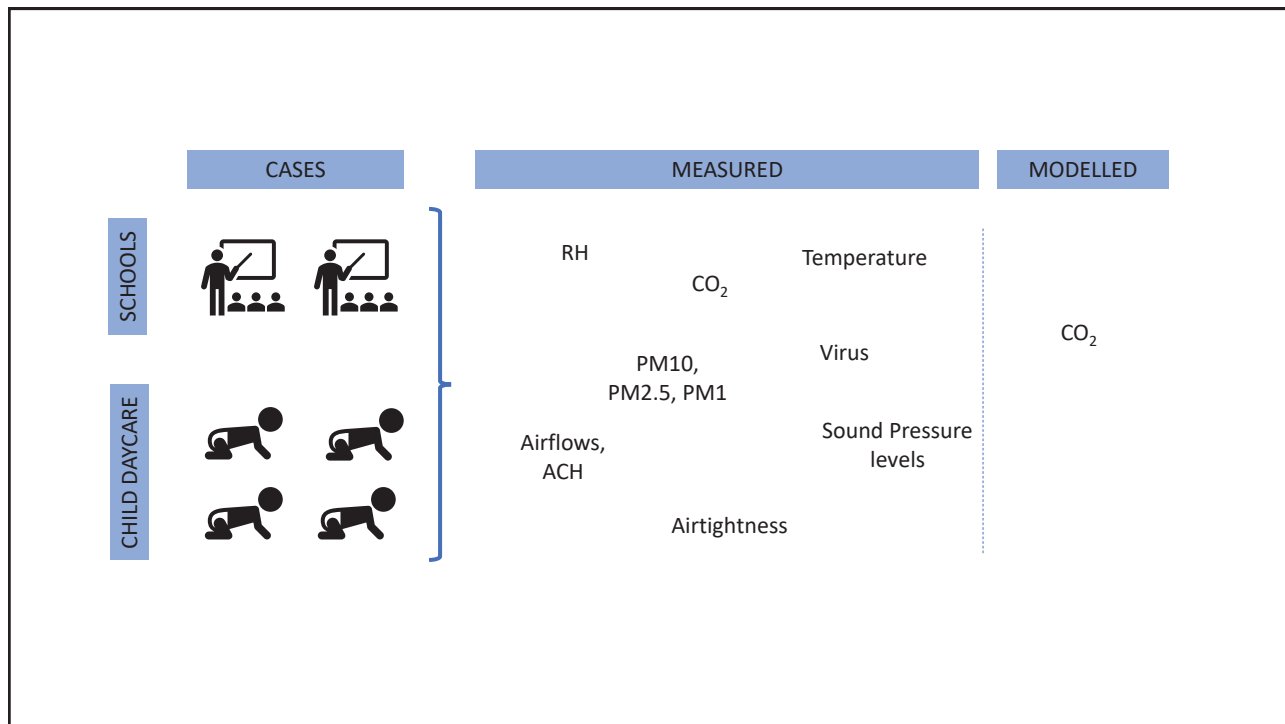 CASES
MEASURED
MODELLED
SCHOOLS
CHILD DAYCARE
RH
CO₂
Temperature
PM10,
PM2.5, PM1
Virus
Airflows,
ACH
Sound Pressure
levels
Airtightness
CO₂